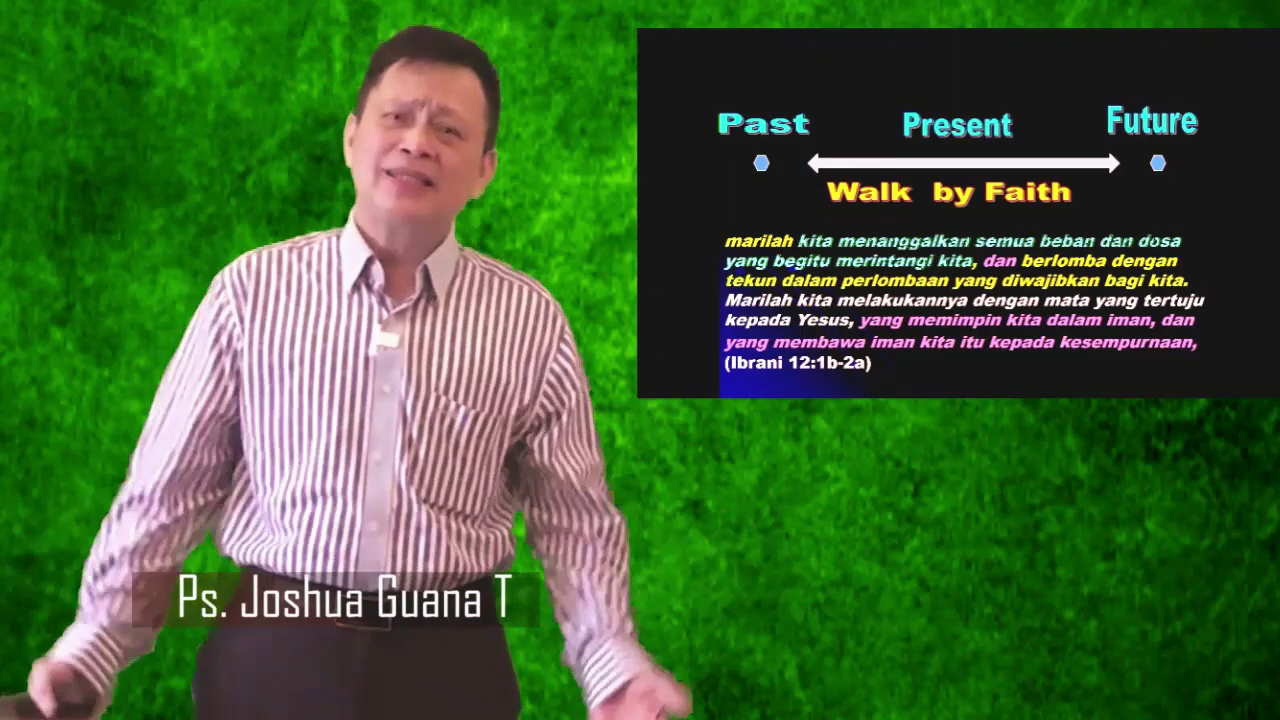 Past Present Future
Walk by Faith
marilah kita menanggalkan semua beban dan dosa
yang begitu merintangi kita, dan berlomba dengan
tekun dalam perlombaan yang diwajibkan bagi kita.
Marilah kita melakukannya dengan mata yang tertuju
kepada Yesus, yang memimpin kita dalam iman, dan
yang membawa iman kita itu kepada kesempurnaan,
(Ibrani 12:1b-2a)
Ps. Joshua Guana T